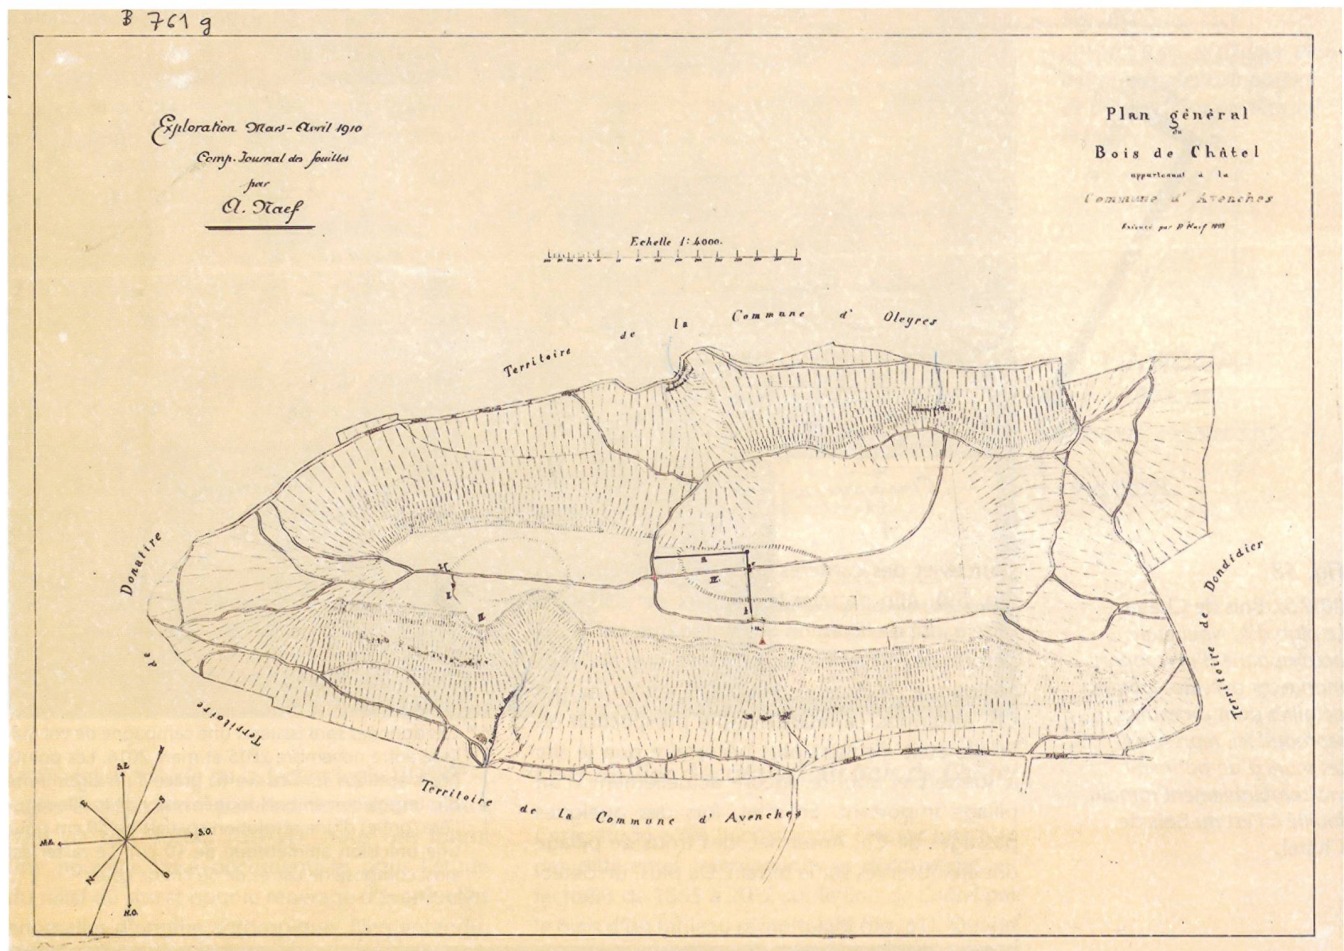 B 761 g
Exploration Mars - Avril 1910
Comp. Journal des fouilles
par
A. Naef
Plan général
du
Bois de Châtel
appartenant à la
Commune d' Avenches
Echelle 1:4000.
Territoire de la Commune d' Oleyres
Territoire de Donatire
Territoire de Dondidier
Territoire de la Commune d' Avenches
S.E.
E
S
N.E.
S.O.
N
O
N.O.